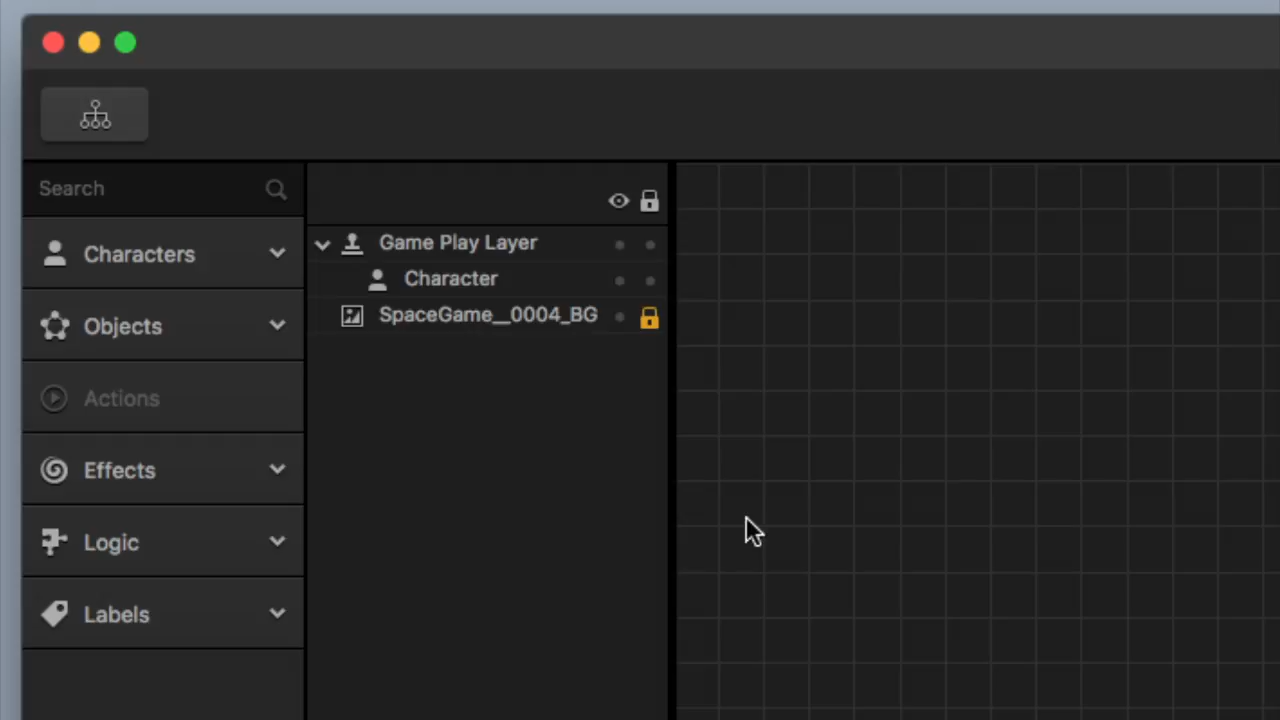 Search
Characters
Objects
Actions
Effects
Logic
Labels
Game Play Layer
Character
SpaceGame__0004_BG